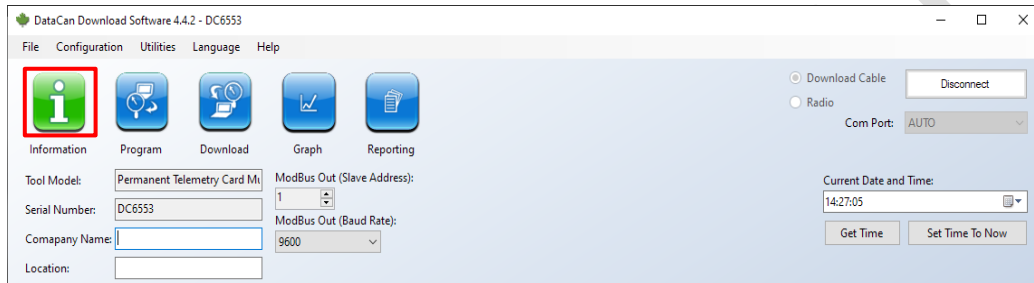 DataCan Download Software 4.4.2 - DC6553
File Configuration Utilities Language Help
Information Program Download Graph Reporting
Download Cable
Radio
Disconnect
Com Port: AUTO
Tool Model: Permanent Telemetry Card
Serial Number: DC6553
Comapany Name:
Location:
ModBus Out (Slave Address):
1
ModBus Out (Baud Rate):
9600
Current Date and Time:
14:27:05
Get Time Set Time To Now